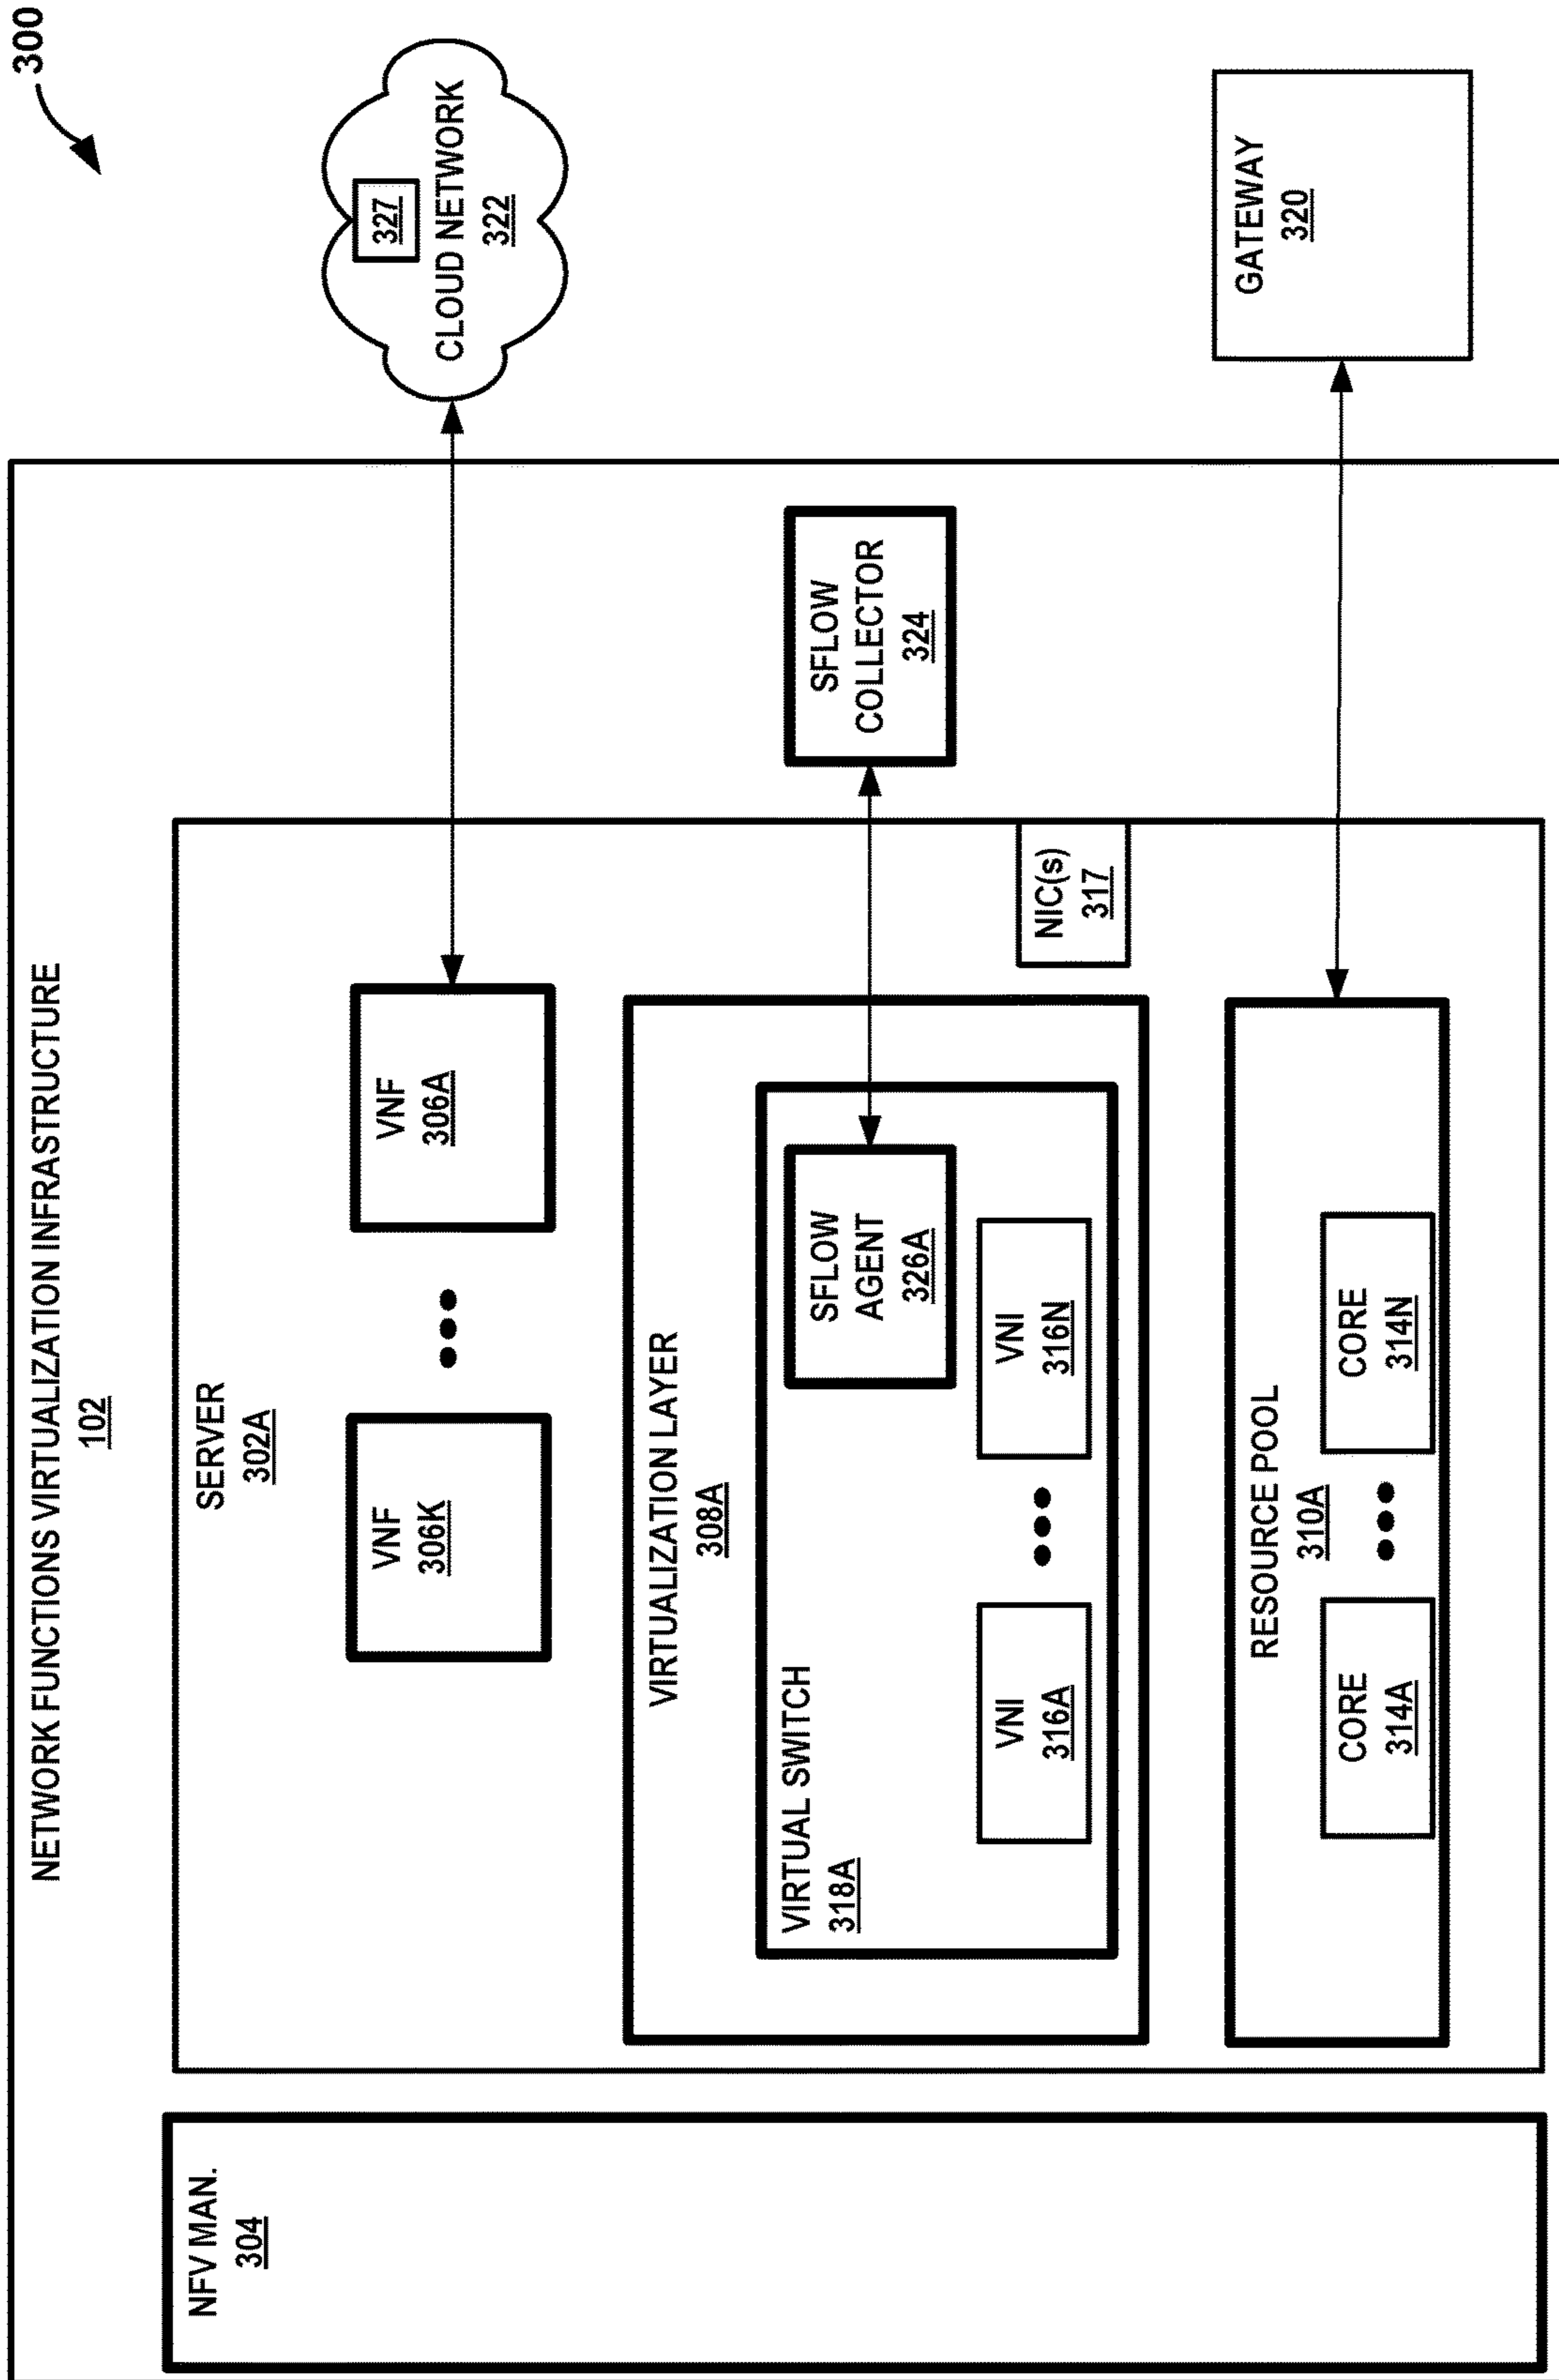 300
NETWORK FUNCTIONS VIRTUALIZATION INFRASTRUCTURE
102
NFV MAN.
304
SERVER
302A
VNF
306K
VNF
306A
VIRTUALIZATION LAYER
308A
VIRTUAL SWITCH
318A
SFLOW
AGENT
326A
VNI
316A
VNI
316N
NIC(s)
317
RESOURCE POOL
310A
CORE
314A
CORE
314N
SFLOW
COLLECTOR
324
327
CLOUD NETWORK
322
GATEWAY
320